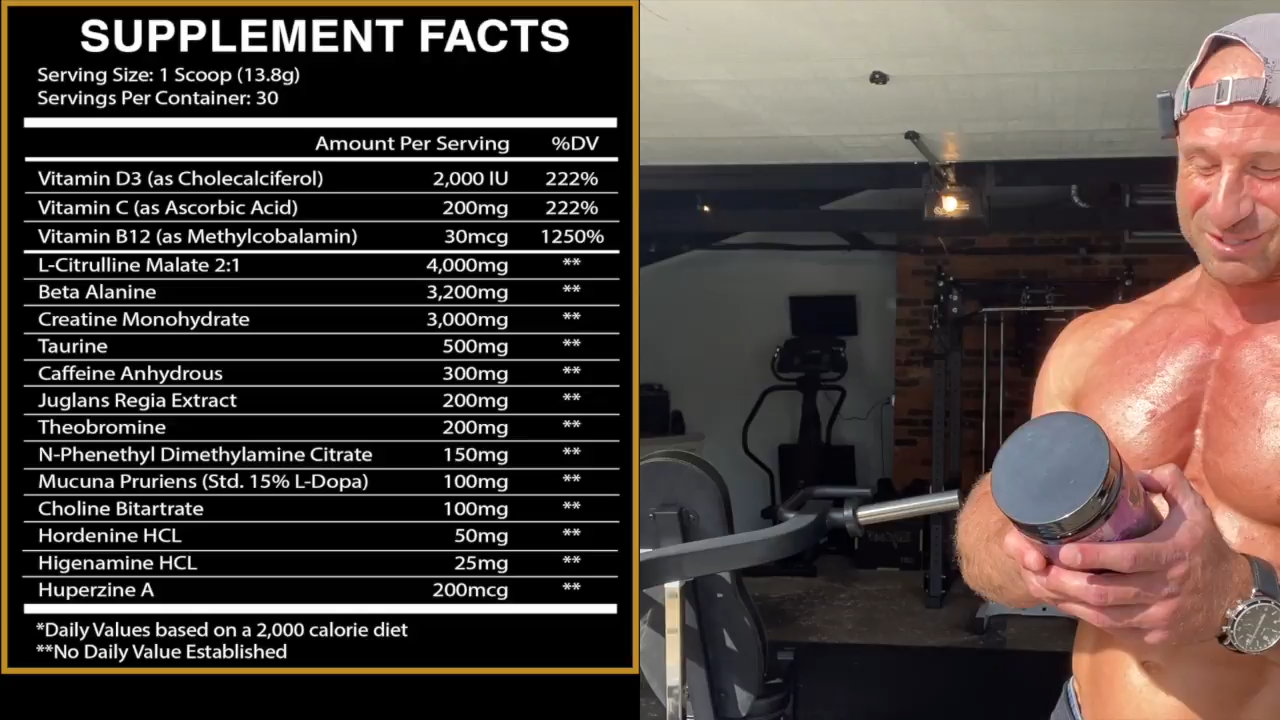 SUPPLEMENT FACTS
Serving Size: 1 Scoop (13.8g)
Servings Per Container: 30
Amount Per Serving %DV
Vitamin D3 (as Cholecalciferol) 2,000 IU 222%
Vitamin C (as Ascorbic Acid) 200mg 222%
Vitamin B12 (as Methylcobalamin) 30mcg 1250%
L-Citrulline Malate 2:1 4,000mg **
Beta Alanine 3,200mg **
Creatine Monohydrate 3,000mg **
Taurine 500mg **
Caffeine Anhydrous 300mg **
Juglans Regia Extract 200mg **
Theobromine 200mg **
N-Phenethyl Dimethylamine Citrate 150mg **
Mucuna Pruriens (Std. 15% L-Dopa) 100mg **
Choline Bitartrate 100mg **
Hordenine HCL 50mg **
Higenamine HCL 25mg **
Huperzine A 200mcg **
*Daily Values based on a 2,000 calorie diet
**No Daily Value Established